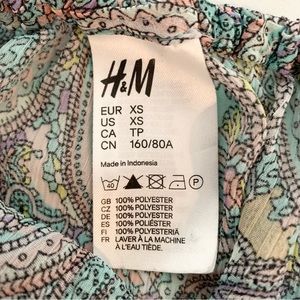 H&M
EUR XS
US XS
CA TP
CN 160/80A
Made in Indonesia
40 P
GB 100% POLYESTER
CZ 100% POLYESTER
DE 100% POLYESTER
ES 100% POLIÉSTER
FI 100% POLYESTERIÄ
FR LAVER À LA MACHINE
À L'EAU TIÈDE.